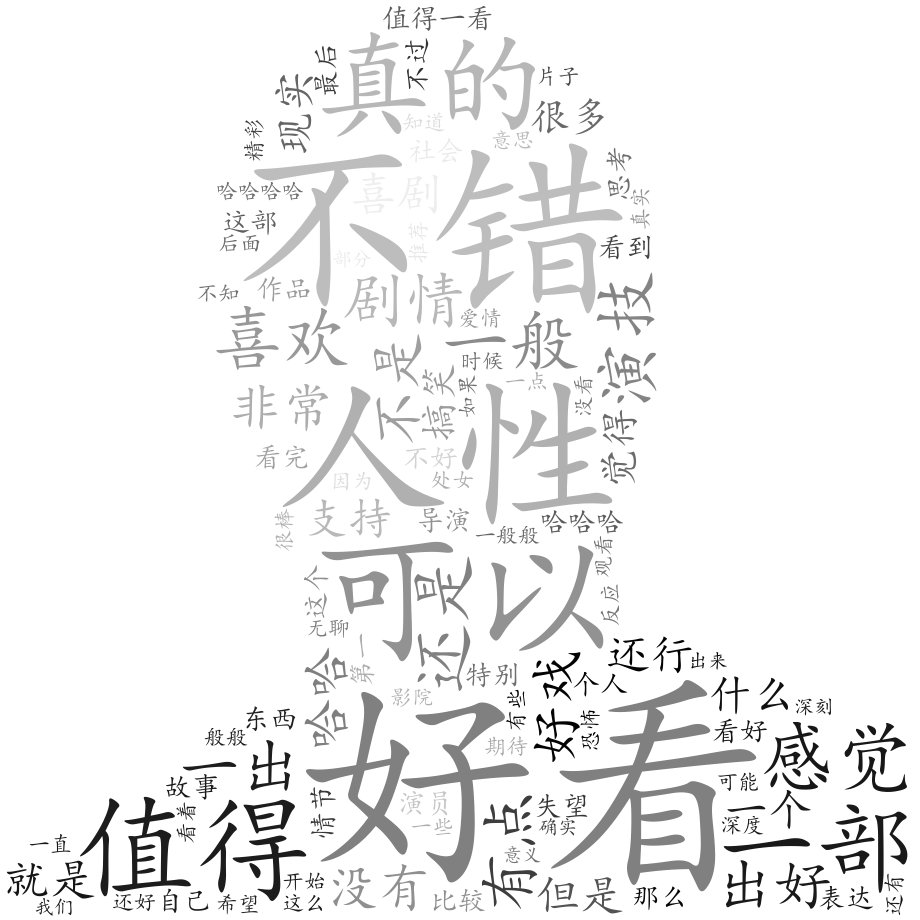 值得一看
真的
不过
最后
现实
片子
很多
知道
精彩
社会
意思
不错
思考
真实
哈哈哈哈
喜剧
推荐
这部
后面
部分
看到
不知
作品
剧情
爱情
演技
喜欢
一般
时候
不是
搞笑
如果
一点
没看
非常
人性
觉得
看完
不好
因为
处女
支持
导演
哈哈哈
很棒
一般般
观看
可以
还是
这个
反应
无聊
第一
哈哈
特别
好戏
个人
还行
出来
影院
有些
恐怖
什么
深刻
东西
般般
好看
期待
看好
感觉
一出
故事
可能
值得
看着
情节
演员
一些
有点
失望
确实
一个
深度
一出好
部
一直
意义
就是
我们
还好
自己
希望
开始
这么
没有
比较
但是
那么
表达
还有